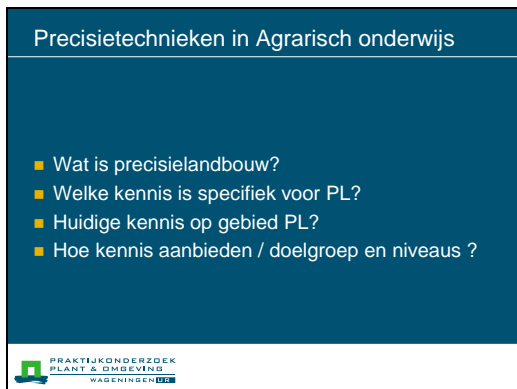 Precisietechnieken in Agrarisch onderwijs
Wat is precisielandbouw?
Welke kennis is specifiek voor PL?
Huidige kennis op gebied PL?
Hoe kennis aanbieden / doelgroep en niveaus ?
PRAKTIJKONDERZOEK
PLANT & OMGEVING
WAGENINGEN UR